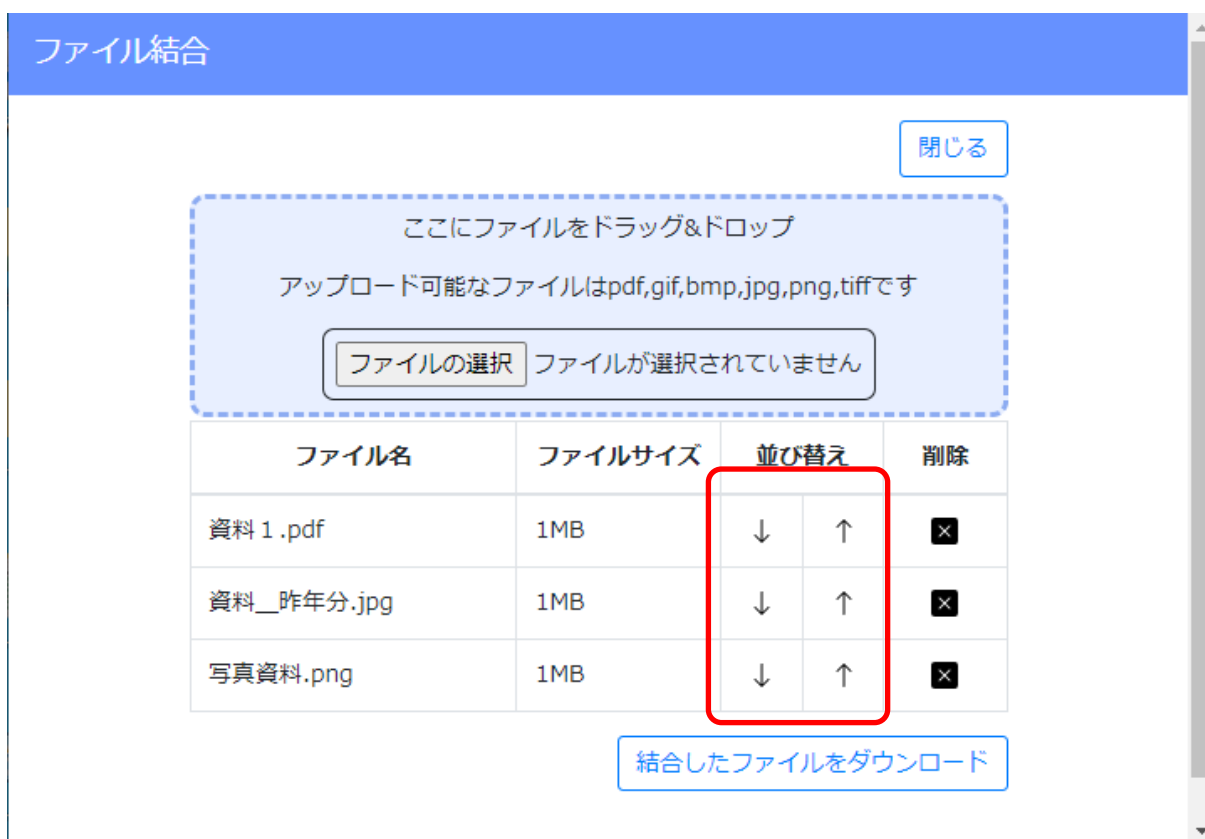 ファイル結合
閉じる
ここにファイルをドラッグ&ドロップ
アップロード可能なファイルはpdf,gif,bmp,jpg,png,tiffです
ファイルの選択 ファイルが選択されていません
ファイル名 ファイルサイズ 並び替え 削除
資料１.pdf 1MB ↓ ↑ ×
資料__昨年分.jpg 1MB ↓ ↑ ×
写真資料.png 1MB ↓ ↑ ×
結合したファイルをダウンロード